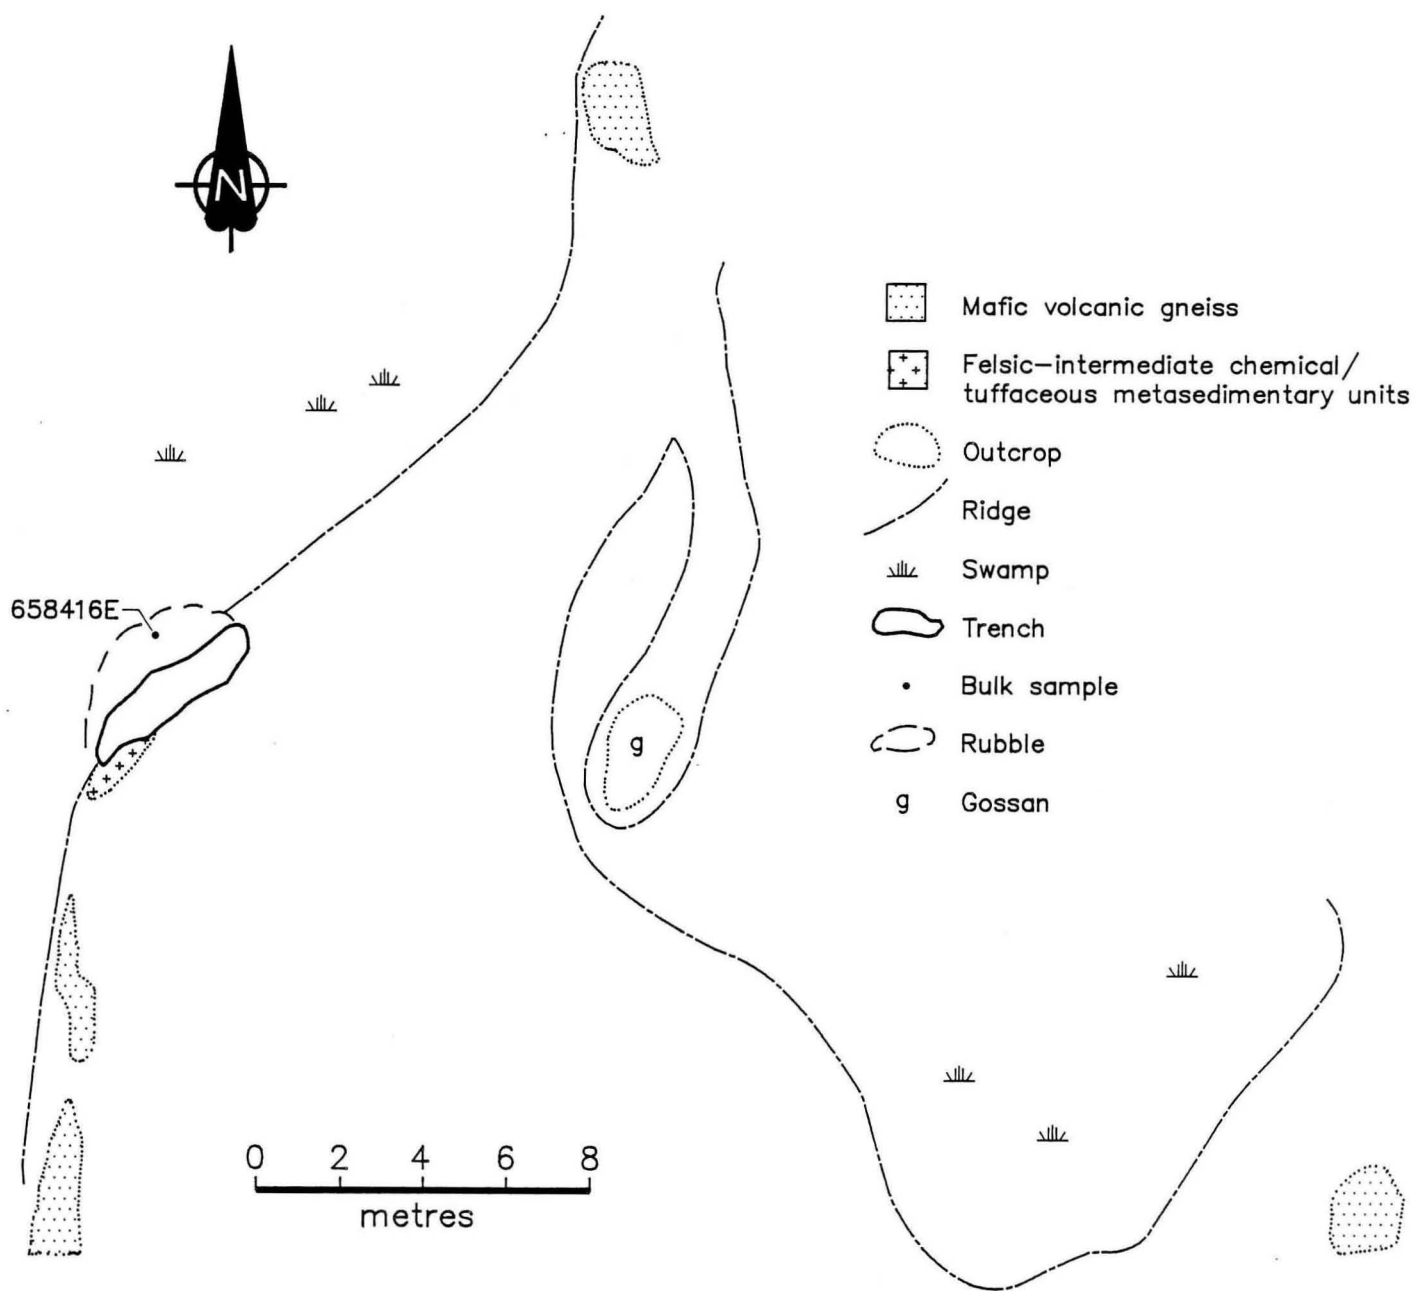 N
Mafic volcanic gneiss
Felsic-intermediate chemical/
tuffaceous metasedimentary units
Outcrop
Ridge
Swamp
Trench
Bulk sample
Rubble
g Gossan
658416E
g
0 2 4 6 8
metres